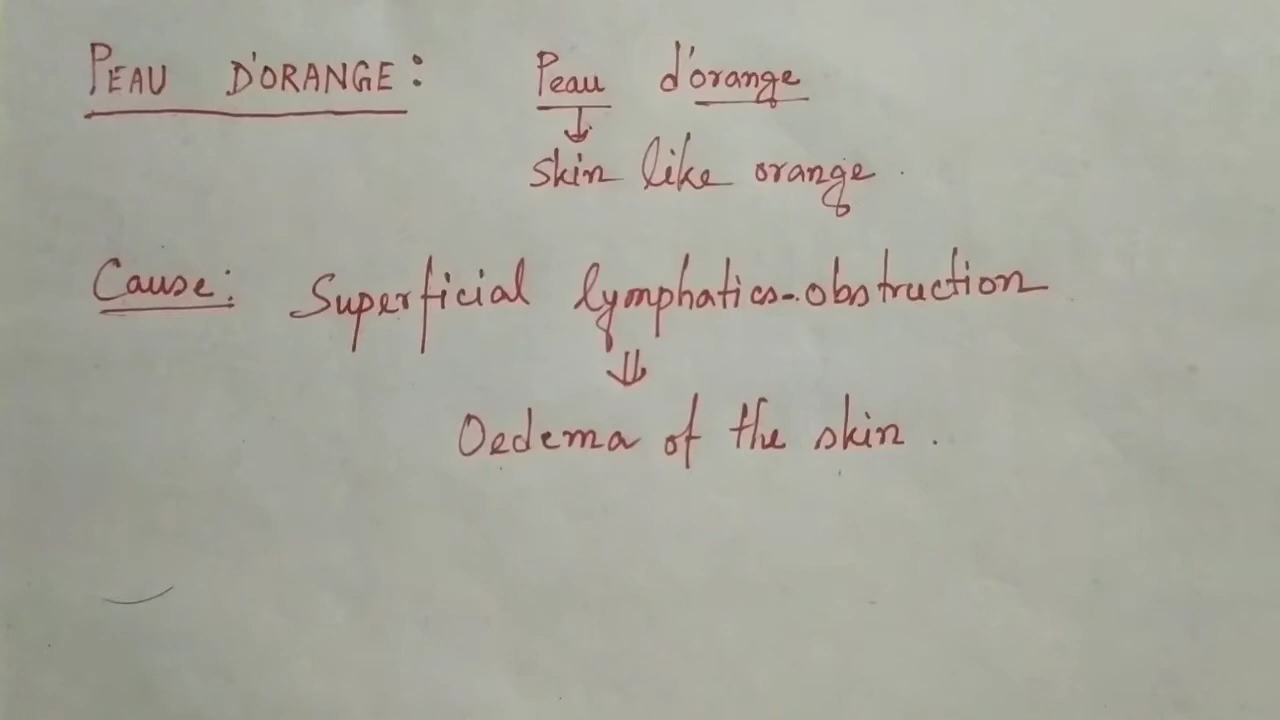 PEAU D'ORANGE: Peau d'orange
↓
skin like orange.
Cause: Superficial lymphatics-obstruction
⇓
Oedema of the skin.